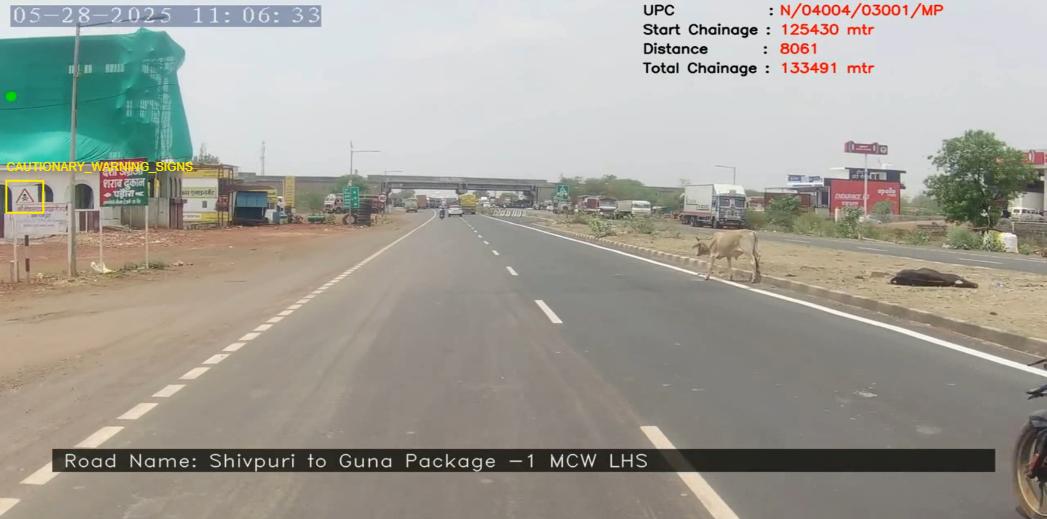 05-28-2025 11:06:33
UPC : N/04004/03001/MP
Start Chainage : 125430 mtr
Distance : 8061
Total Chainage : 133491 mtr
CAUTIONARY_WARNING_SIGNS
शराब दुकान
apollo
Road Name: Shivpuri to Guna Package -1 MCW LHS